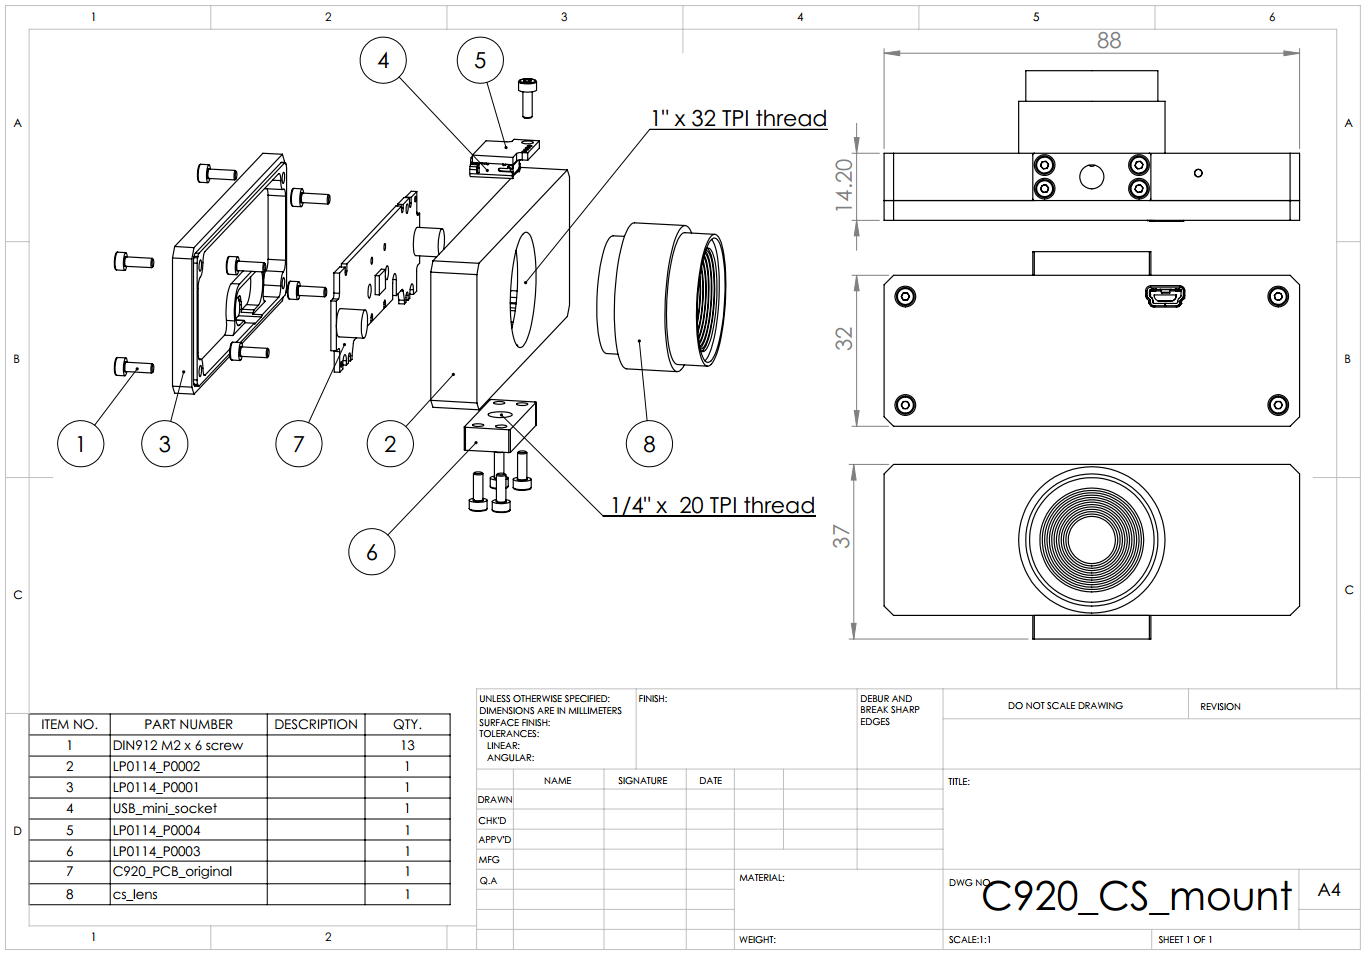 1 2 3 4 5 6
A A
B B
C C
D
4 5
1" x 32 TPI thread
1 3 7 2 8
1/4" x 20 TPI thread
6
88
14.20
32
37
ITEM NO. PART NUMBER DESCRIPTION QTY.
1 DIN912 M2 x 6 screw 13
2 LP0114_P0002 1
3 LP0114_P0001 1
4 USB_mini_socket 1
5 LP0114_P0004 1
6 LP0114_P0003 1
7 C920_PCB_original 1
8 cs_lens 1
UNLESS OTHERWISE SPECIFIED:
DIMENSIONS ARE IN MILLIMETERS
SURFACE FINISH:
TOLERANCES:
LINEAR:
ANGULAR:
FINISH:
DEBUR AND
BREAK SHARP
EDGES
DO NOT SCALE DRAWING
REVISION
NAME SIGNATURE DATE
DRAWN
CHK'D
APPV'D
MFG
Q.A
TITLE:
MATERIAL:
WEIGHT:
DWG NO.
C920_CS_mount
A4
SCALE:1:1
SHEET 1 OF 1
1 2